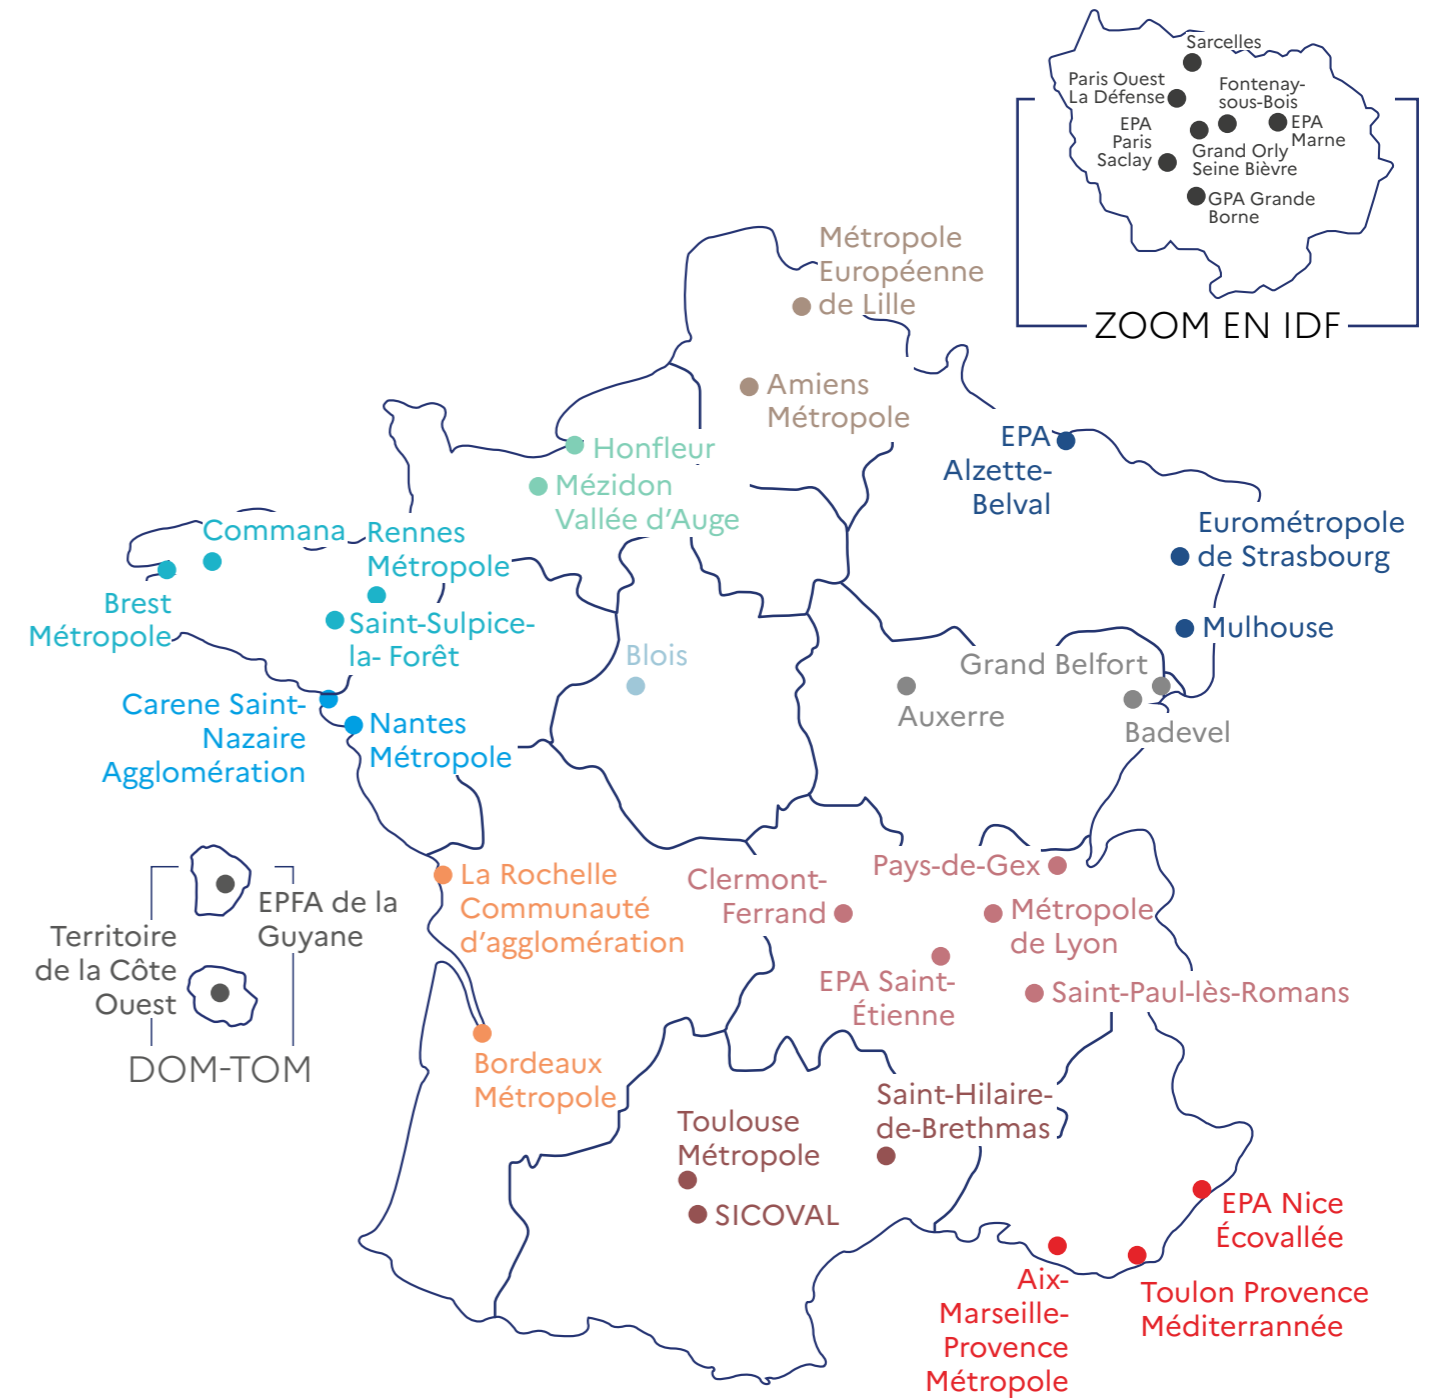 Sarcelles
Paris Ouest
La Défense
Fontenay-
sous-Bois
EPA
Paris
Saclay
EPA
Marne
Grand Orly
Seine Bièvre
GPA Grande
Borne
ZOOM EN IDF
Métropole
Européenne
de Lille
Amiens
Métropole
Honfleur
Mézidon
Vallée d’Auge
EPA
Alzette-
Belval
Eurométropole
de Strasbourg
Mulhouse
Commana
Rennes
Métropole
Brest
Métropole
Saint-Sulpice-
la- Forêt
Blois
Grand Belfort
Auxerre
Badevel
Carene Saint-
Nazaire
Agglomération
Nantes
Métropole
La Rochelle
Communauté
d’agglomération
Clermont-
Ferrand
Pays-de-Gex
Métropole
de Lyon
EPA Saint-
Étienne
Saint-Paul-lès-Romans
EPFA de la
Guyane
Territoire
de la Côte
Ouest
DOM-TOM
Bordeaux
Métropole
Toulouse
Métropole
SICOVAL
Saint-Hilaire-
de-Brethmas
EPA Nice
Écovallée
Aix-
Marseille-
Provence
Métropole
Toulon Provence
Méditerrannée